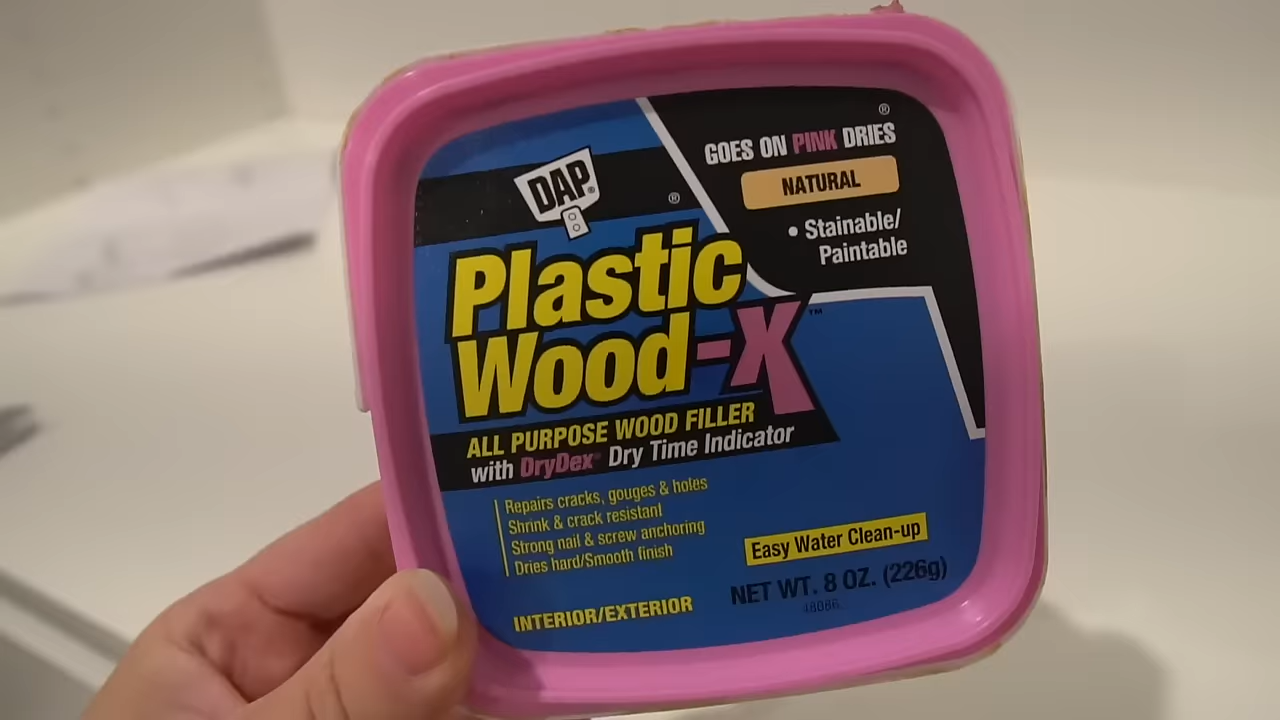 DAP®
®
Plastic
Wood-X™
ALL PURPOSE WOOD FILLER
with DryDex® Dry Time Indicator
Repairs cracks, gouges & holes
Shrink & crack resistant
Strong nail & screw anchoring
Dries hard/Smooth finish
INTERIOR/EXTERIOR
®
GOES ON PINK DRIES
NATURAL
• Stainable/
Paintable
Easy Water Clean-up
NET WT. 8 OZ. (226g)